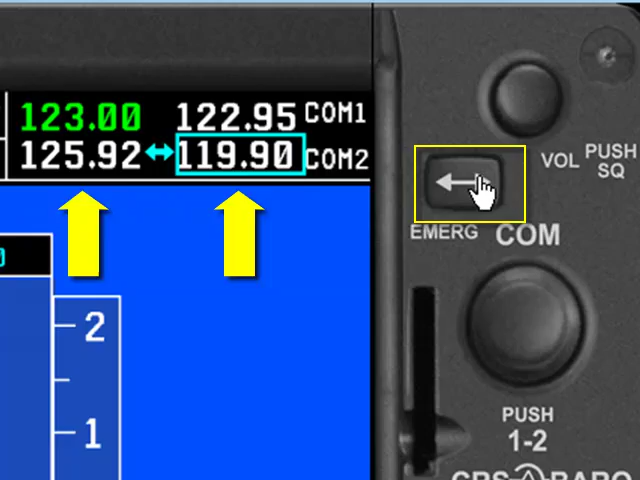 123.00 122.95 COM1
125.92 119.90 COM2
VOL PUSH SQ
EMERG COM
0
2
1
PUSH
1-2
CRS BARO